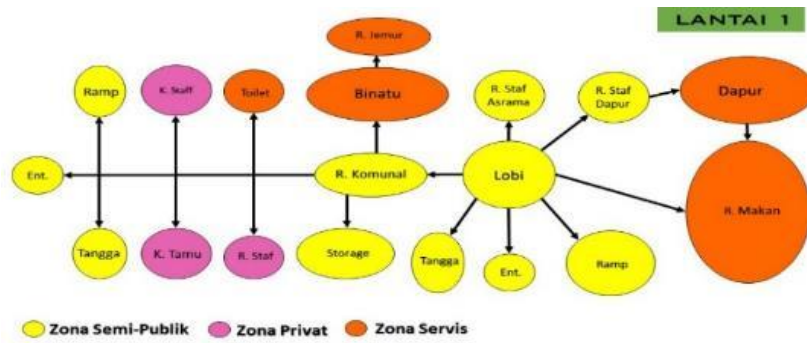 LANTAI 1
R. Jemur
Ramp
K. Staff
Toilet
Binatu
R. Staf
Asrama
R. Staf
Dapur
Dapur
Ent.
R. Komunal
Lobi
R. Makan
Tangga
K. Tamu
R. Staf
Storage
Tangga
Ent.
Ramp
Zona Semi-Publik
Zona Privat
Zona Servis